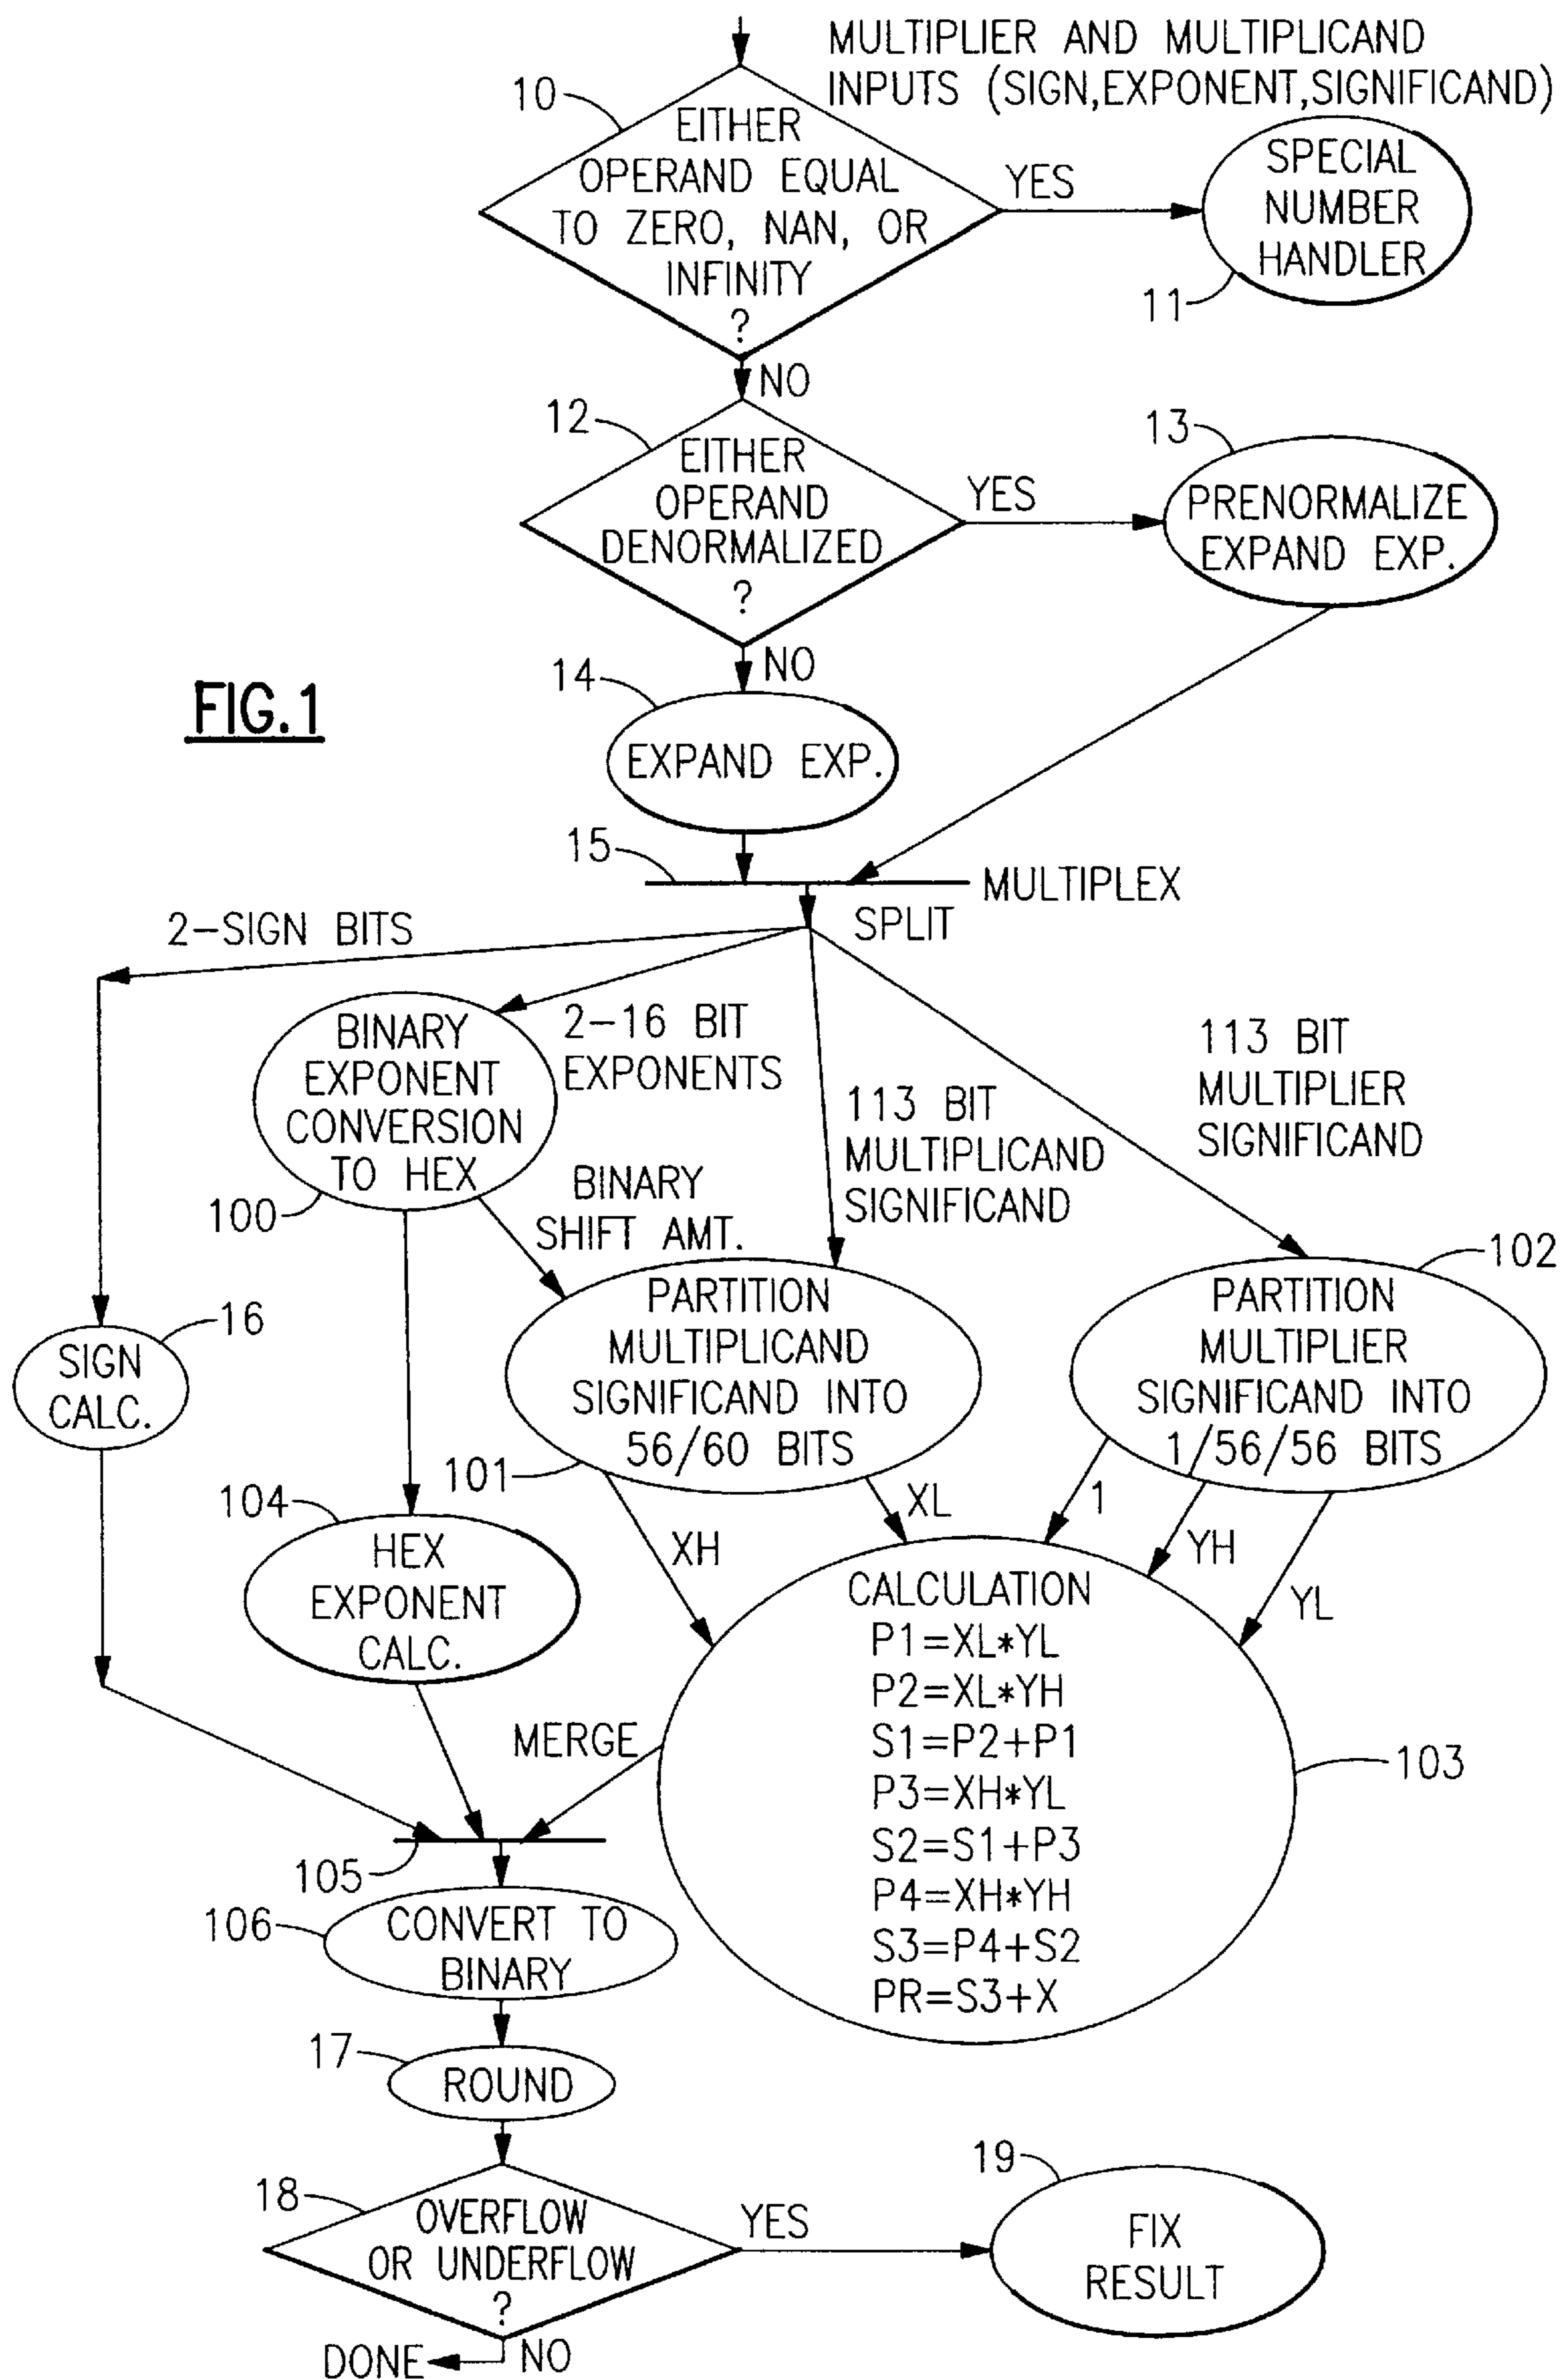 MULTIPLIER AND MULTIPLICAND
INPUTS (SIGN,EXPONENT,SIGNIFICAND)
10
EITHER
OPERAND EQUAL
TO ZERO, NAN, OR
INFINITY
?
YES
SPECIAL
NUMBER
HANDLER
11
NO
12
EITHER
OPERAND
DENORMALIZED
?
YES
13
PRENORMALIZE
EXPAND EXP.
NO
14
EXPAND EXP.
FIG.1
15
MULTIPLEX
SPLIT
2-SIGN BITS
2-16 BIT
EXPONENTS
BINARY
EXPONENT
CONVERSION
TO HEX
100
BINARY
SHIFT AMT.
113 BIT
MULTIPLICAND
SIGNIFICAND
113 BIT
MULTIPLIER
SIGNIFICAND
16
SIGN
CALC.
PARTITION
MULTIPLICAND
SIGNIFICAND INTO
56/60 BITS
101
102
PARTITION
MULTIPLIER
SIGNIFICAND INTO
1/56/56 BITS
104
HEX
EXPONENT
CALC.
XH
XL
1
YH
YL
CALCULATION
P1=XL*YL
P2=XL*YH
S1=P2+P1
P3=XH*YL
S2=S1+P3
P4=XH*YH
S3=P4+S2
PR=S3+X
103
MERGE
105
106
CONVERT TO
BINARY
17
ROUND
18
OVERFLOW
OR UNDERFLOW
?
YES
19
FIX
RESULT
NO
DONE